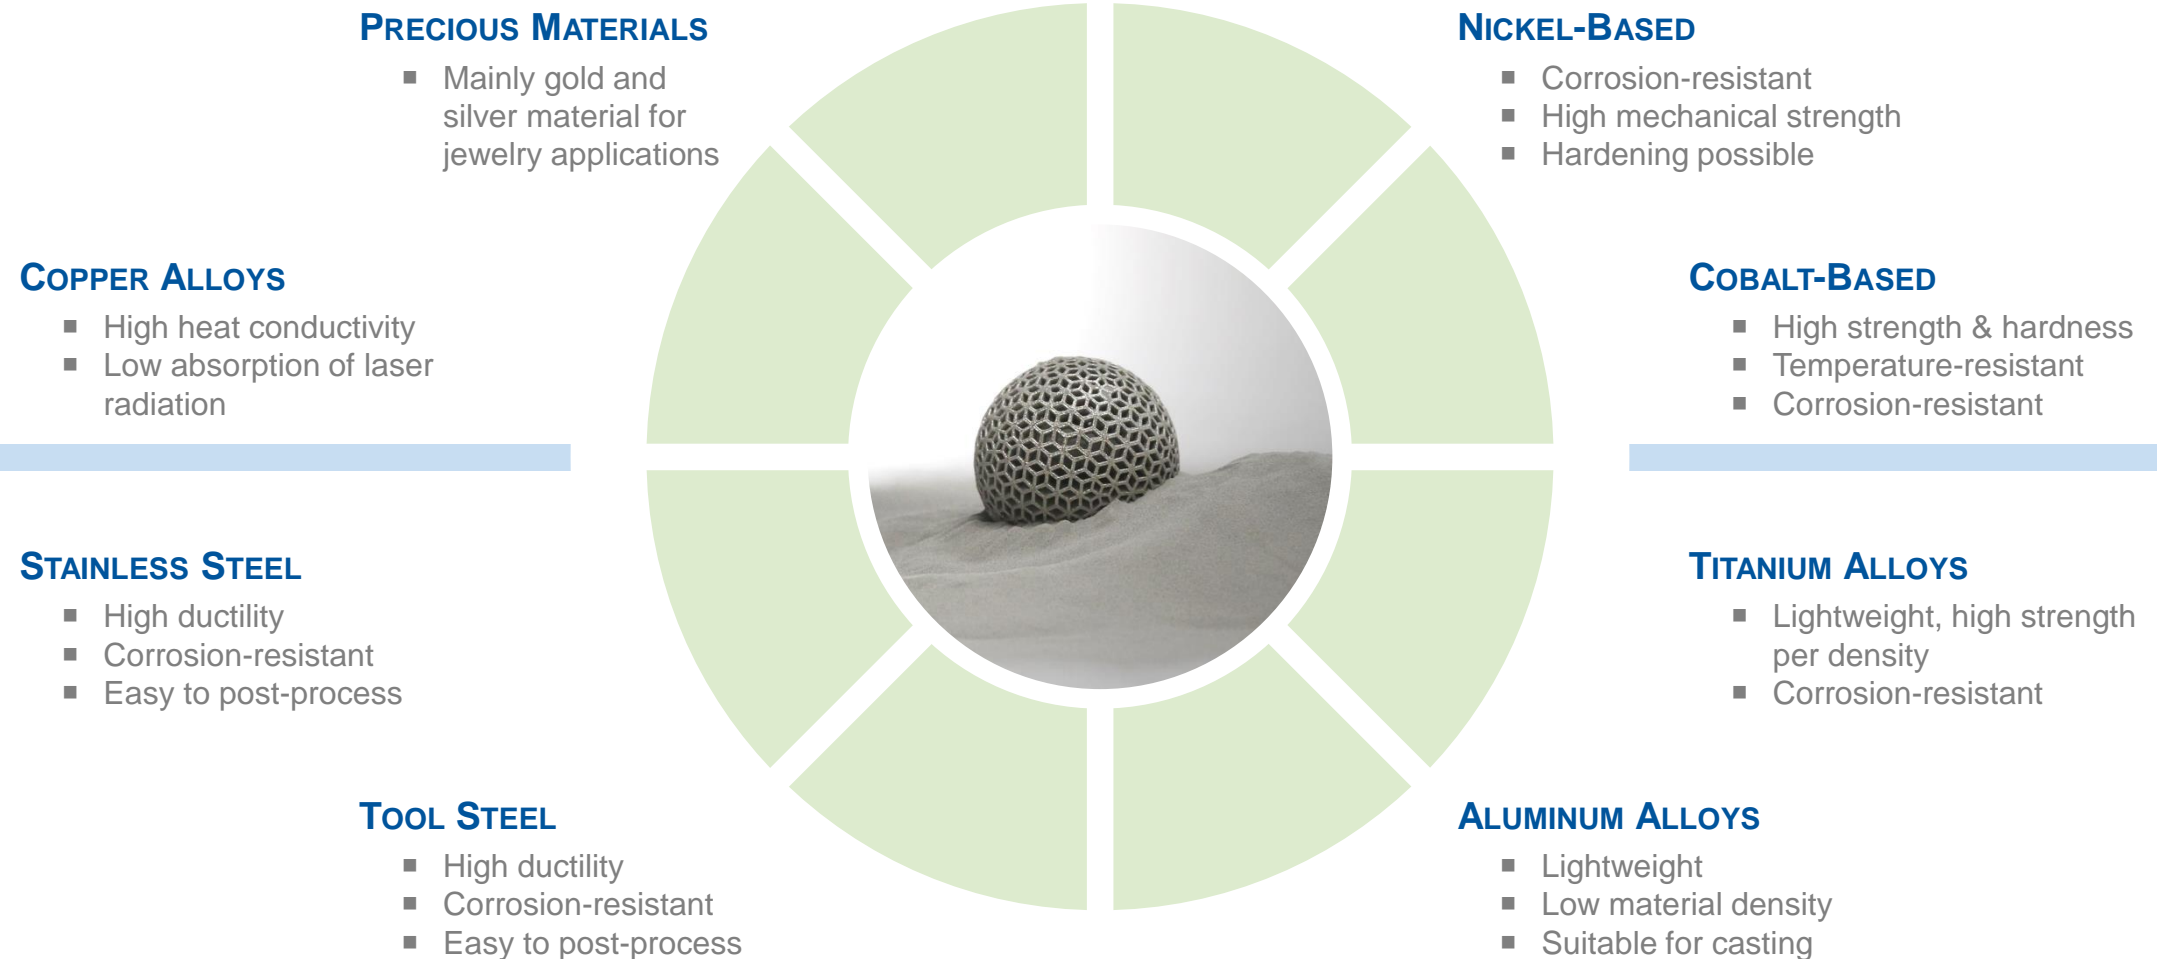 PRECIOUS MATERIALS
■ Mainly gold and
silver material for
jewelry applications
NICKEL-BASED
■ Corrosion-resistant
■ High mechanical strength
■ Hardening possible
COPPER ALLOYS
■ High heat conductivity
■ Low absorption of laser
radiation
COBALT-BASED
■ High strength & hardness
■ Temperature-resistant
■ Corrosion-resistant
STAINLESS STEEL
■ High ductility
■ Corrosion-resistant
■ Easy to post-process
TITANIUM ALLOYS
■ Lightweight, high strength
per density
■ Corrosion-resistant
TOOL STEEL
■ High ductility
■ Corrosion-resistant
■ Easy to post-process
ALUMINUM ALLOYS
■ Lightweight
■ Low material density
■ Suitable for casting